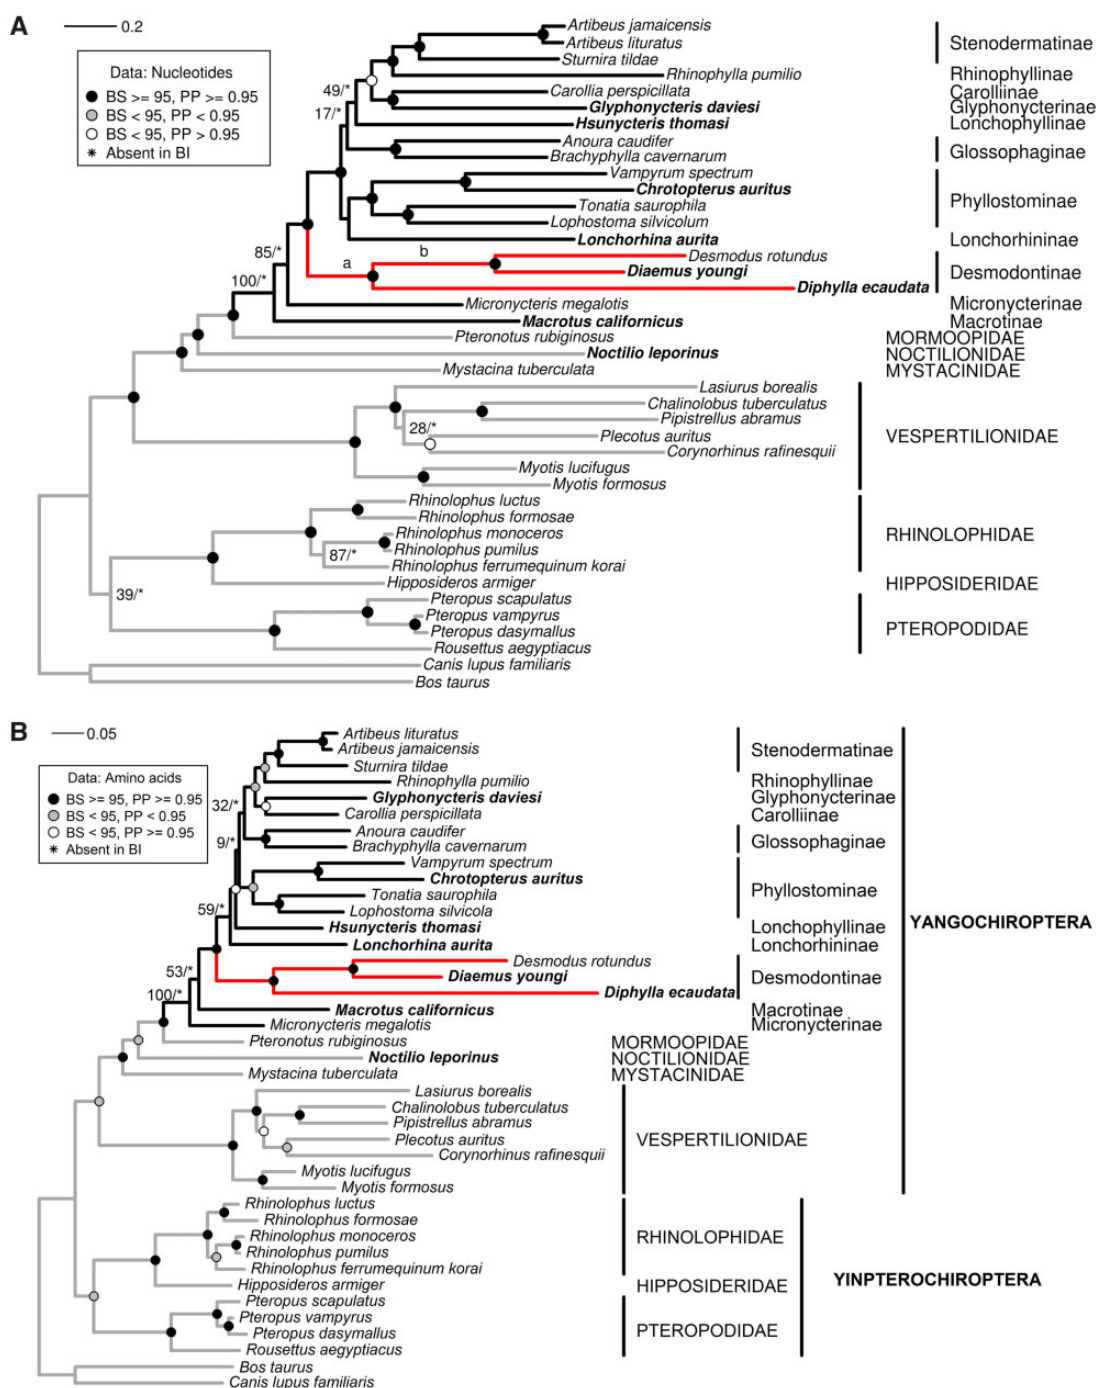 A
0.2
Data: Nucleotides
BS >= 95, PP >= 0.95
BS < 95, PP < 0.95
BS < 95, PP > 0.95
* Absent in BI
Artibeus jamaicensis
Artibeus lituratus
Sturnira tildae
Stenodermatinae
Rhinophylla pumilio
Rhinophyllinae
49/*
Carollia perspicillata
Carolliinae
Glyphonycteris daviesi
Glyphonycterinae
17/*
Hsunycteris thomasi
Lonchophyllinae
Anoura caudifer
Brachyphylla cavernarum
Glossophaginae
Vampyrum spectrum
Chrotopterus auritus
Tonatia saurophila
Lophostoma silvicolum
Phyllostominae
Lonchorhina aurita
Lonchorhininae
85/*
a
b
Desmodus rotundus
Diaemus youngi
Desmodontinae
100/*
Diphylla ecaudata
Micronycteris megalotis
Micronycterinae
Macrotus californicus
Macrotinae
Pteronotus rubiginosus
MORMOOPIDAE
Noctilio leporinus
NOCTILIONIDAE
Mystacina tuberculata
MYSTACINIDAE
Lasiurus borealis
Chalinolobus tuberculatus
Pipistrellus abramus
28/*
Plecotus auritus
VESPERTILIONIDAE
Corynorhinus rafinesquii
Myotis lucifugus
Myotis formosus
Rhinolophus luctus
Rhinolophus formosae
Rhinolophus monoceros
RHINOLOPHIDAE
87/*
Rhinolophus pumilus
Rhinolophus ferrumequinum korai
Hipposideros armiger
HIPPOSIDERIDAE
39/*
Pteropus scapulatus
Pteropus vampyrus
Pteropus dasymallus
PTEROPODIDAE
Rousettus aegyptiacus
Canis lupus familiaris
Bos taurus
B
0.05
Data: Amino acids
BS >= 95, PP >= 0.95
BS < 95, PP < 0.95
BS < 95, PP >= 0.95
* Absent in BI
Artibeus lituratus
Artibeus jamaicensis
Sturnira tildae
Stenodermatinae
Rhinophylla pumilio
Rhinophyllinae
32/*
Glyphonycteris daviesi
Glyphonycterinae
Carollia perspicillata
Carolliinae
9/*
Anoura caudifer
Brachyphylla cavernarum
Glossophaginae
Vampyrum spectrum
Chrotopterus auritus
Tonatia saurophila
Lophostoma silvicola
Phyllostominae
59/*
Hsunycteris thomasi
Lonchophyllinae
YANGOCHIROPTERA
Lonchorhina aurita
Lonchorhininae
53/*
Desmodus rotundus
Diaemus youngi
Desmodontinae
100/*
Diphylla ecaudata
Macrotus californicus
Macrotinae
Micronycteris megalotis
Micronycterinae
Pteronotus rubiginosus
MORMOOPIDAE
Noctilio leporinus
NOCTILIONIDAE
Mystacina tuberculata
MYSTACINIDAE
Lasiurus borealis
Chalinolobus tuberculatus
Pipistrellus abramus
Plecotus auritus
VESPERTILIONIDAE
Corynorhinus rafinesquii
Myotis lucifugus
Myotis formosus
Rhinolophus luctus
Rhinolophus formosae
Rhinolophus monoceros
RHINOLOPHIDAE
Rhinolophus pumilus
Rhinolophus ferrumequinum korai
Hipposideros armiger
HIPPOSIDERIDAE
YINPTEROCHIROPTERA
Pteropus scapulatus
Pteropus vampyrus
Pteropus dasymallus
PTEROPODIDAE
Rousettus aegyptiacus
Bos taurus
Canis lupus familiaris